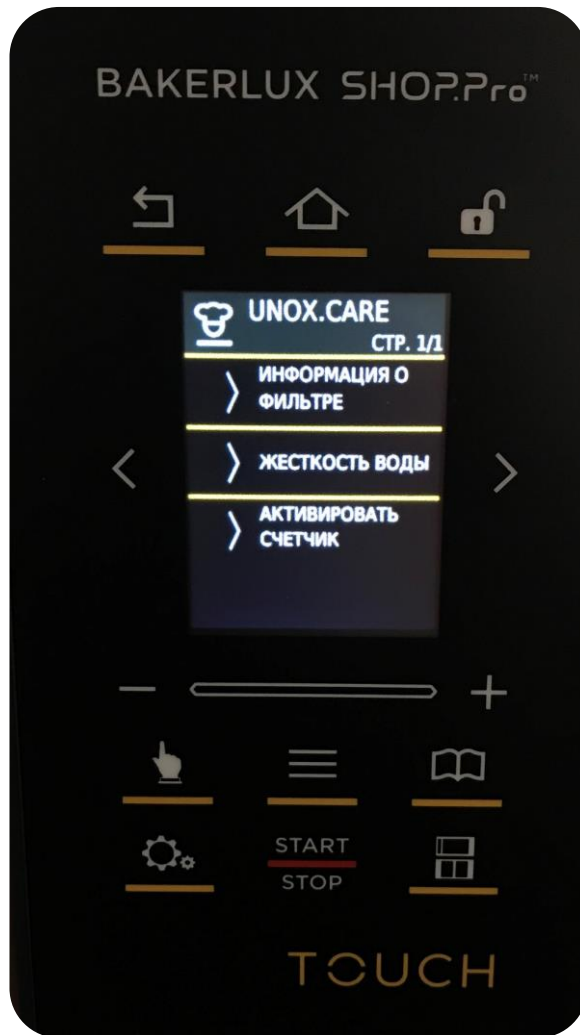 BAKERLUX SHOP.Pro™
UNOX.CARE
СТР. 1/1
ИНФОРМАЦИЯ О
ФИЛЬТРЕ
ЖЕСТКОСТЬ ВОДЫ
АКТИВИРОВАТЬ
СЧЕТЧИК
START
STOP
TOUCH